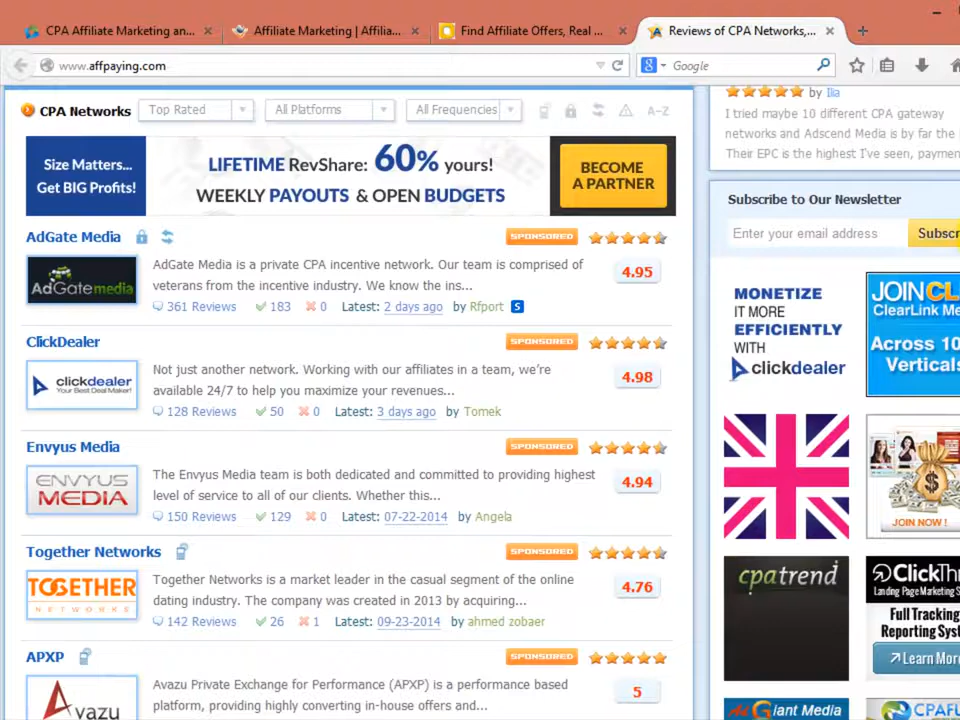 CPA Affiliate Marketing an...
Affiliate Marketing | Affilia...
Find Affiliate Offers, Real ...
Reviews of CPA Networks,...
www.affpaying.com
Google
CPA Networks
Top Rated
All Platforms
All Frequencies
A-Z
Size Matters...
Get BIG Profits!
LIFETIME RevShare: 60% yours!
WEEKLY PAYOUTS & OPEN BUDGETS
BECOME
A PARTNER
AdGate Media
SPONSORED
AdGate media
AdGate Media is a private CPA incentive network. Our team is comprised of
veterans from the incentive industry. We know the ins...
4.95
361 Reviews 183 0 Latest: 2 days ago by Rfport S
ClickDealer
SPONSORED
clickdealer
Your Best Deal Maker!
Not just another network. Working with our affiliates in a team, we're
available 24/7 to help you maximize your revenues...
4.98
128 Reviews 50 0 Latest: 3 days ago by Tomek
Envyus Media
SPONSORED
ENVYUS
MEDIA
The Envyus Media team is both dedicated and committed to providing highest
level of service to all of our clients. Whether this...
4.94
150 Reviews 129 0 Latest: 07-22-2014 by Angela
Together Networks
SPONSORED
TOGETHER
NETWORKS
Together Networks is a market leader in the casual segment of the online
dating industry. The company was created in 2013 by acquiring...
4.76
142 Reviews 26 1 Latest: 09-23-2014 by ahmed zobaer
APXP
SPONSORED
Avazu
Avazu Private Exchange for Performance (APXP) is a performance based
platform, providing highly converting in-house offers and...
5
by Ilia
I tried maybe 10 different CPA gateway
networks and Adscend Media is by far the
Their EPC is the highest I've seen, paymen
Subscribe to Our Newsletter
Enter your email address
Subscr
MONETIZE
IT MORE
EFFICIENTLY
WITH
clickdealer
JOIN CL
ClearLink Me
Across 10
Verticals
JOIN NOW !
cpatrend
ClickThr
Landing Page Marketing S
Full Tracking
Reporting Sys
Learn More
AdGiant Media
CPAFU